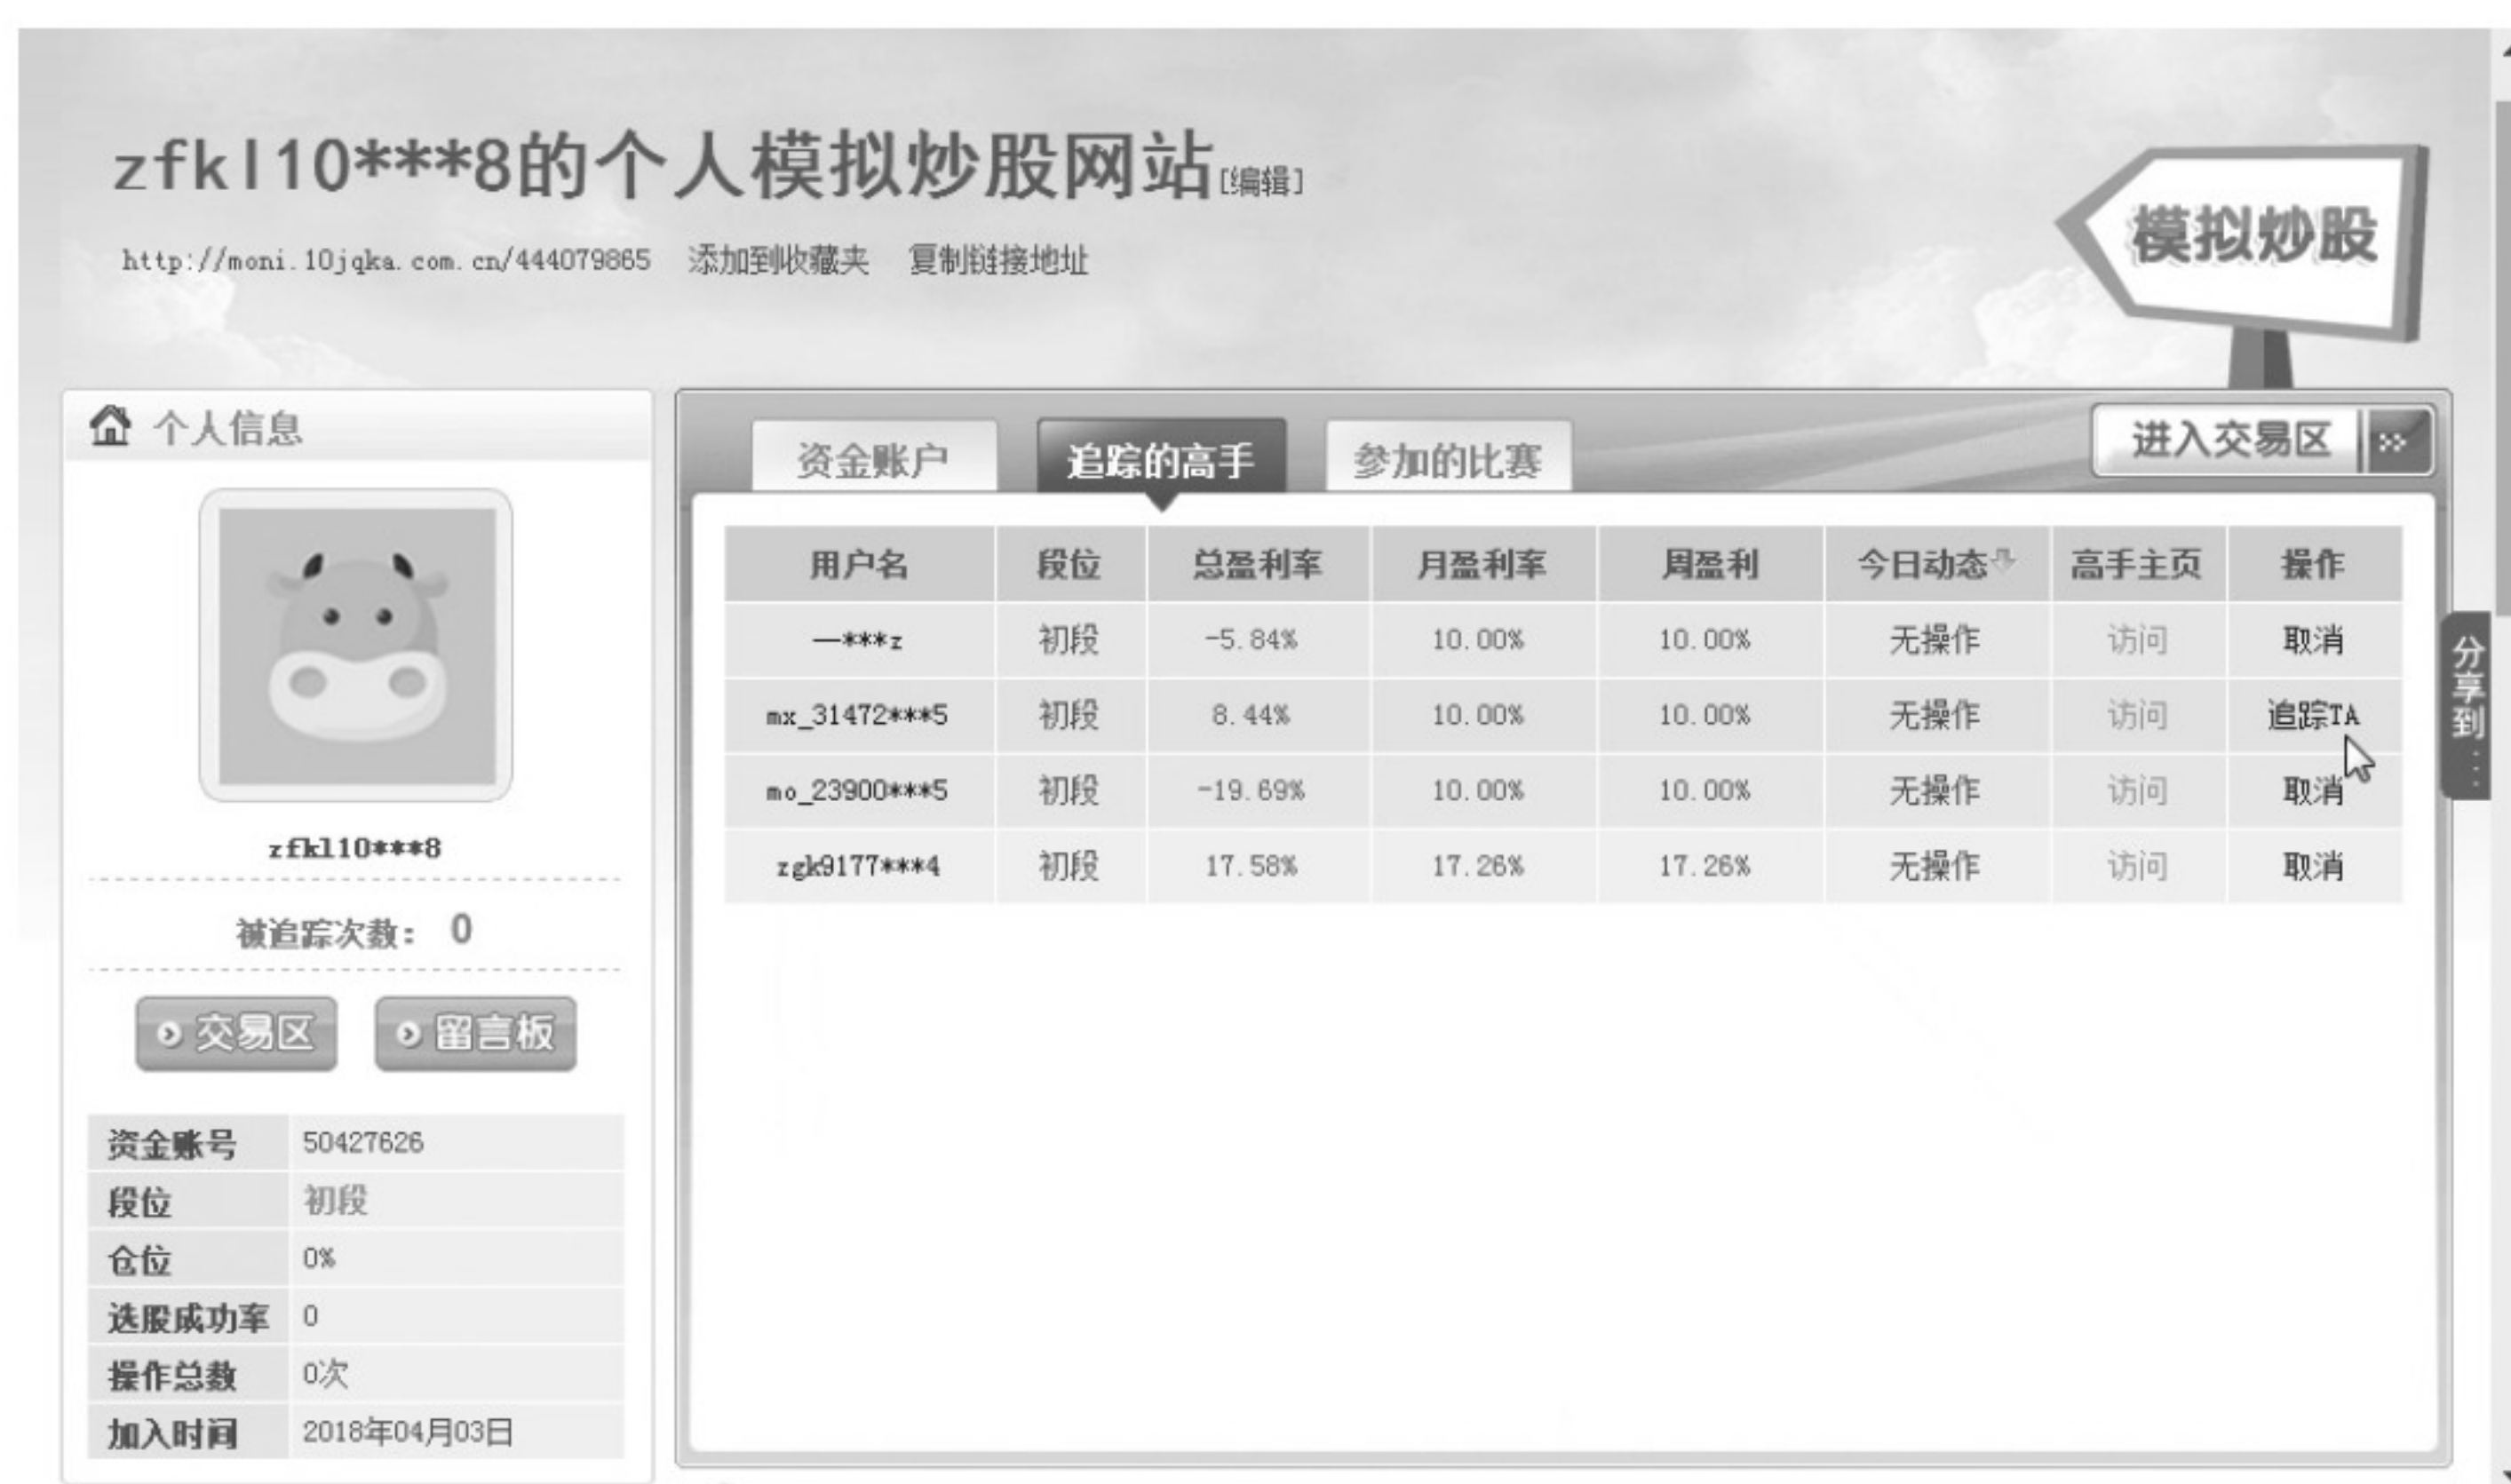 zfkl10***8的个人模拟炒股网站[编辑]
http://moni.10jqka.com.cn/444079865 添加到收藏夹 复制链接地址
模拟炒股
个人信息
zfkl10***8
被追踪次数： 0
交易区 留言板
资金账号 50427626
段位 初段
仓位 0%
选股成功率 0
操作总数 0次
加入时间 2018年04月03日
资金账户 追踪的高手 参加的比赛 进入交易区
用户名 段位 总盈利率 月盈利率 周盈利 今日动态 高手主页 操作
一***z 初段 -5.84% 10.00% 10.00% 无操作 访问 取消
mx_31472***5 初段 8.44% 10.00% 10.00% 无操作 访问 追踪TA
mo_23900***5 初段 -19.69% 10.00% 10.00% 无操作 访问 取消
zgk9177***4 初段 17.58% 17.26% 17.26% 无操作 访问 取消
分享到...